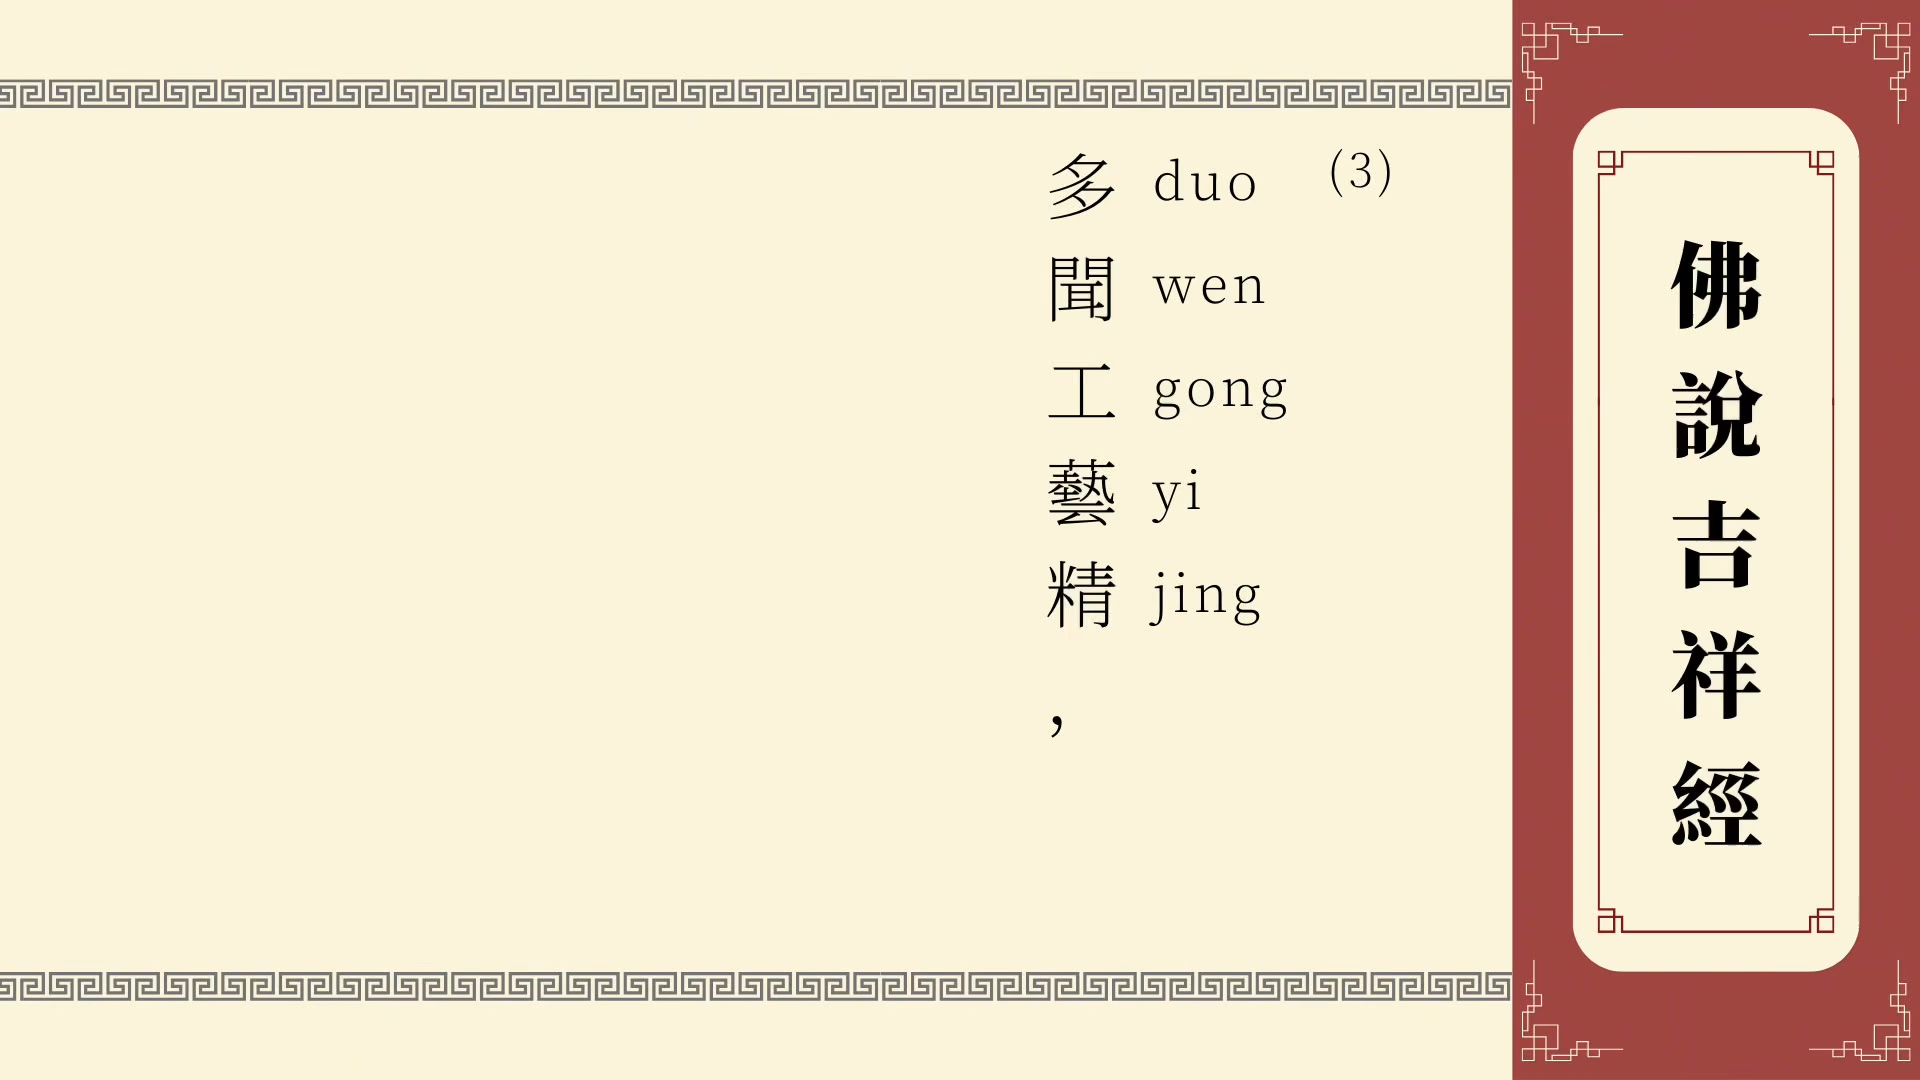 佛說吉祥經
(3)
多 duo
聞 wen
工 gong
藝 yi
精 jing
，